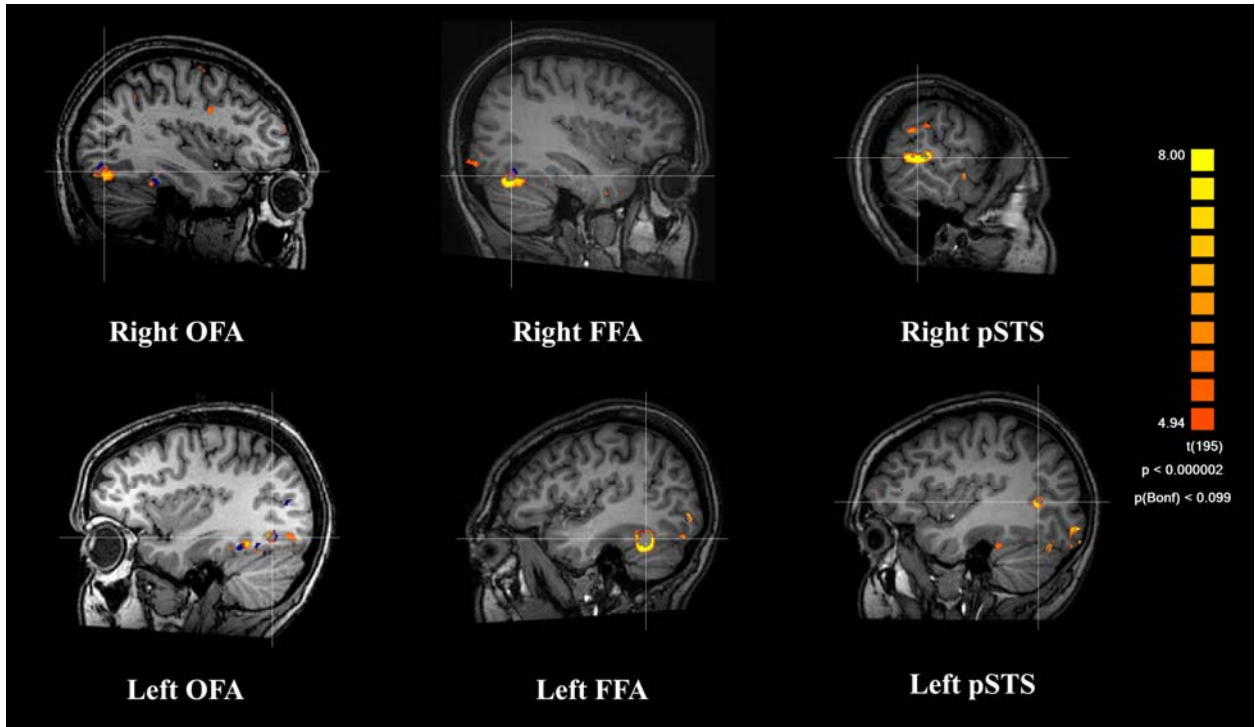 Right OFA
Right FFA
Right pSTS
8.00
4.94
t(195)
p < 0.000002
p(Bonf) < 0.099
Left OFA
Left FFA
Left pSTS